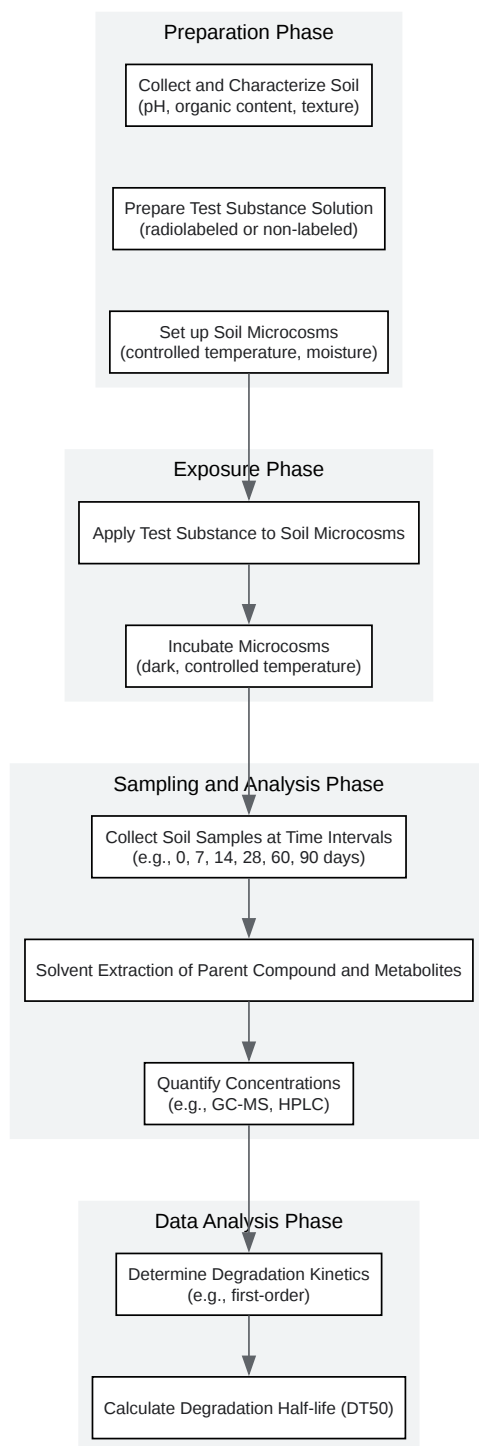 Preparation Phase
Collect and Characterize Soil
(pH, organic content, texture)
Prepare Test Substance Solution
(radiolabeled or non-labeled)
Set up Soil Microcosms
(controlled temperature, moisture)
Exposure Phase
Apply Test Substance to Soil Microcosms
Incubate Microcosms
(dark, controlled temperature)
Sampling and Analysis Phase
Collect Soil Samples at Time Intervals
(e.g., 0, 7, 14, 28, 60, 90 days)
Solvent Extraction of Parent Compound and Metabolites
Quantify Concentrations
(e.g., GC-MS, HPLC)
Data Analysis Phase
Determine Degradation Kinetics
(e.g., first-order)
Calculate Degradation Half-life (DT50)